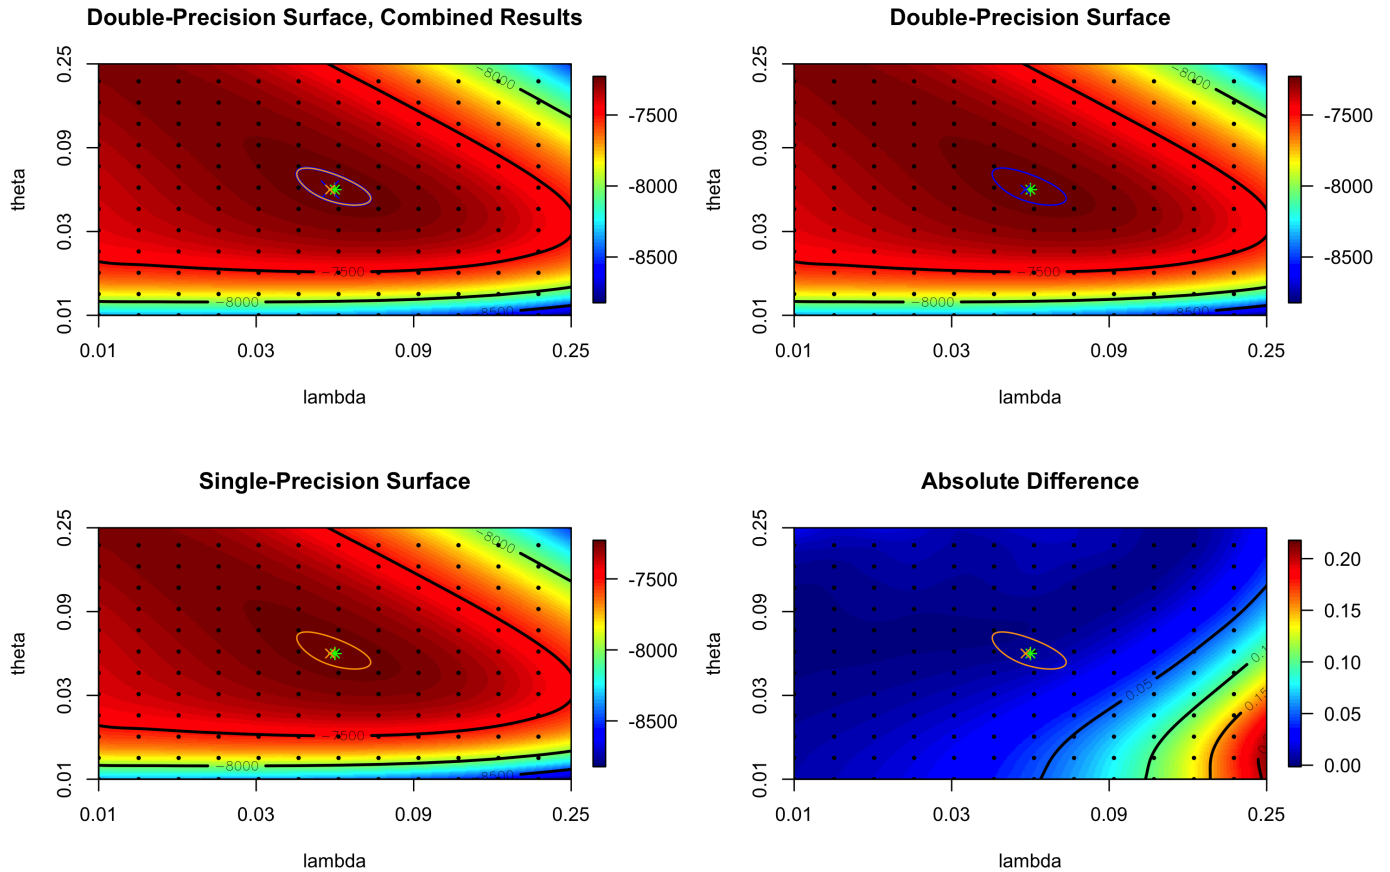 Double-Precision Surface, Combined Results
theta
0.25
0.09
0.03
0.01
−8000
−7500
−8000
−8500
0.01 0.03 0.09 0.25
lambda
-7500
-8000
-8500
Double-Precision Surface
theta
0.25
0.09
0.03
0.01
−8000
−7500
−8000
−8500
0.01 0.03 0.09 0.25
lambda
-7500
-8000
-8500
Single-Precision Surface
theta
0.25
0.09
0.03
0.01
−8000
−7500
−8000
−8500
0.01 0.03 0.09 0.25
lambda
-7500
-8000
-8500
Absolute Difference
theta
0.25
0.09
0.03
0.01
0.05
0.1
0.15
0.01 0.03 0.09 0.25
lambda
0.20
0.15
0.10
0.05
0.00